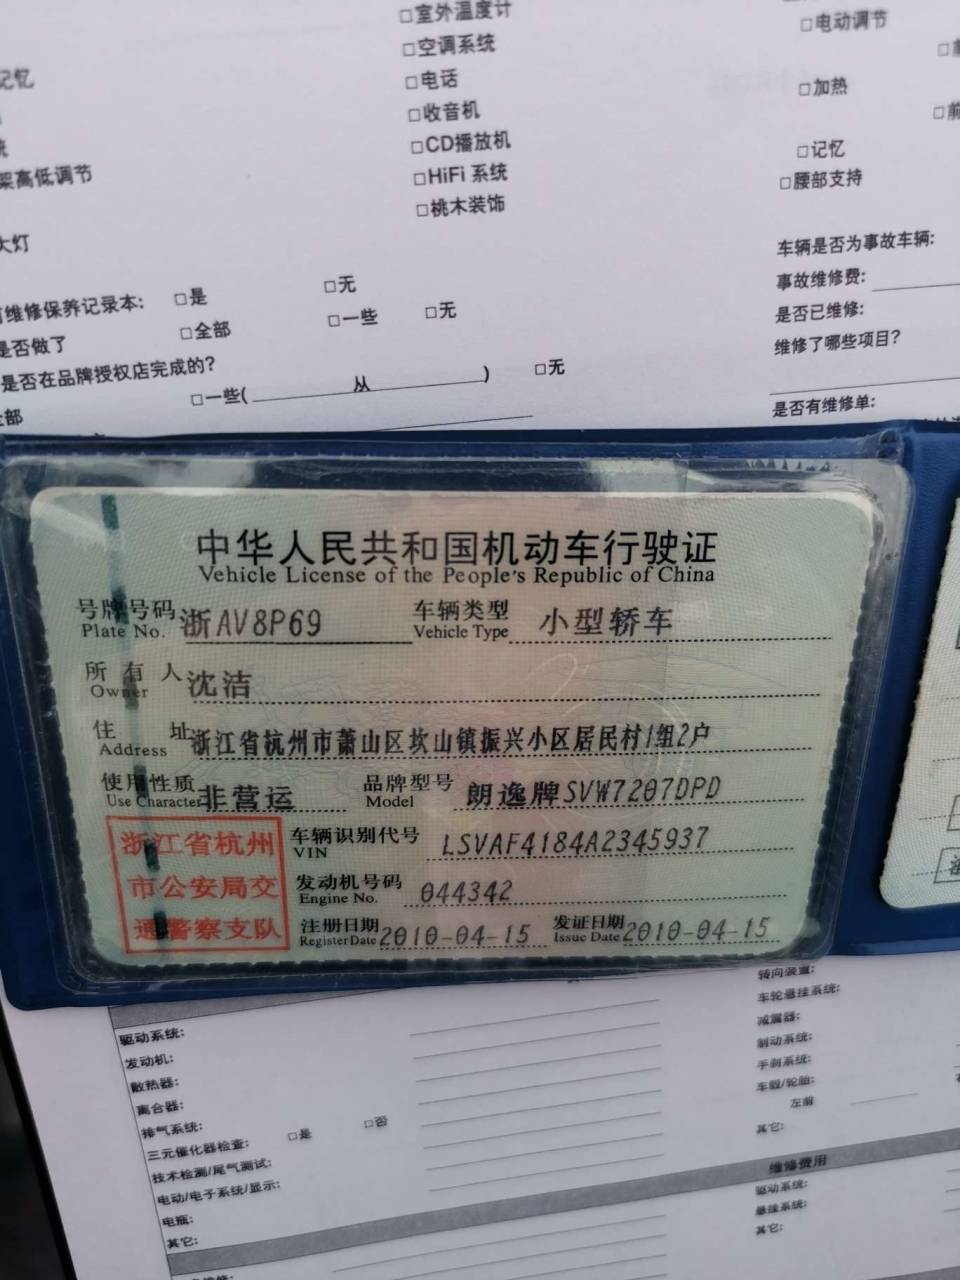 □室外温度计
□电动调节
□空调系统
记忆
□电话
□加热
□收音机
□前
□CD播放机
□记忆
架高低调节
□HiFi 系统
□腰部支持
□桃木装饰
大灯
车辆是否为事故车辆:
维修保养记录本: □是 □无
事故维修费:
是否做了 □全部 □一些 □无
是否已维修:
是否在品牌授权店完成的?
维修了哪些项目?
全部 □一些( 从 ) □无
是否有维修单:
中华人民共和国机动车行驶证
Vehicle License of the People's Republic of China
号牌号码 Plate No. 浙AV8P69 车辆类型 Vehicle Type 小型轿车
所有人 Owner 沈洁
住址 Address 浙江省杭州市萧山区坎山镇振兴小区居民村1组2户
使用性质 Use Character 非营运 品牌型号 Model 朗逸牌SVW7207DPD
浙江省杭州
市公安局交
通警察支队
车辆识别代号 VIN LSVAF4184A2345937
发动机号码 Engine No. 044342
注册日期 Register Date 2010-04-15 发证日期 Issue Date 2010-04-15
转向装置:
驱动系统:
车轮悬挂系统:
发动机:
减震器:
散热器:
制动系统:
离合器:
手刹系统:
排气系统:
车毂/轮胎:
三元催化器检查: □是 □否
左前
技术检测/尾气测试:
其它:
电动/电子系统/显示:
维修费用
电瓶:
驱动系统:
其它:
悬挂系统:
其它: